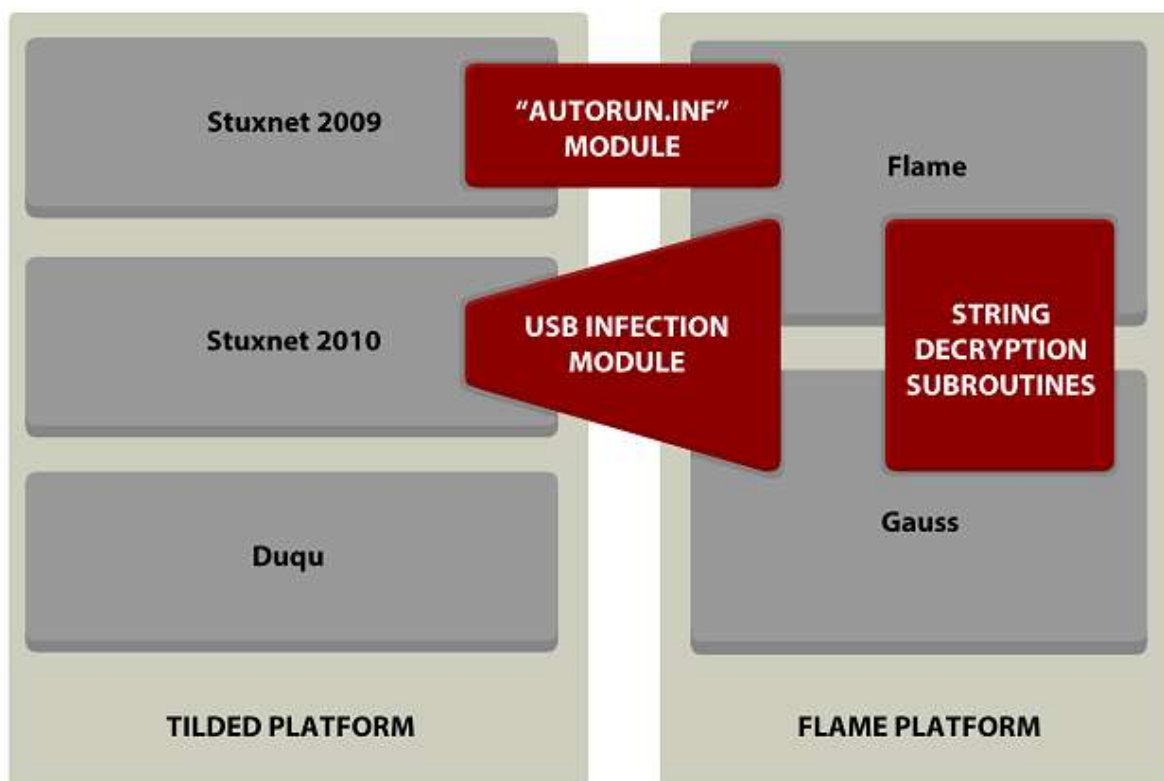 Stuxnet 2009
“AUTORUN.INF”
MODULE
Flame
Stuxnet 2010
USB INFECTION
MODULE
STRING
DECRYPTION
SUBROUTINES
Duqu
Gauss
TILDED PLATFORM
FLAME PLATFORM